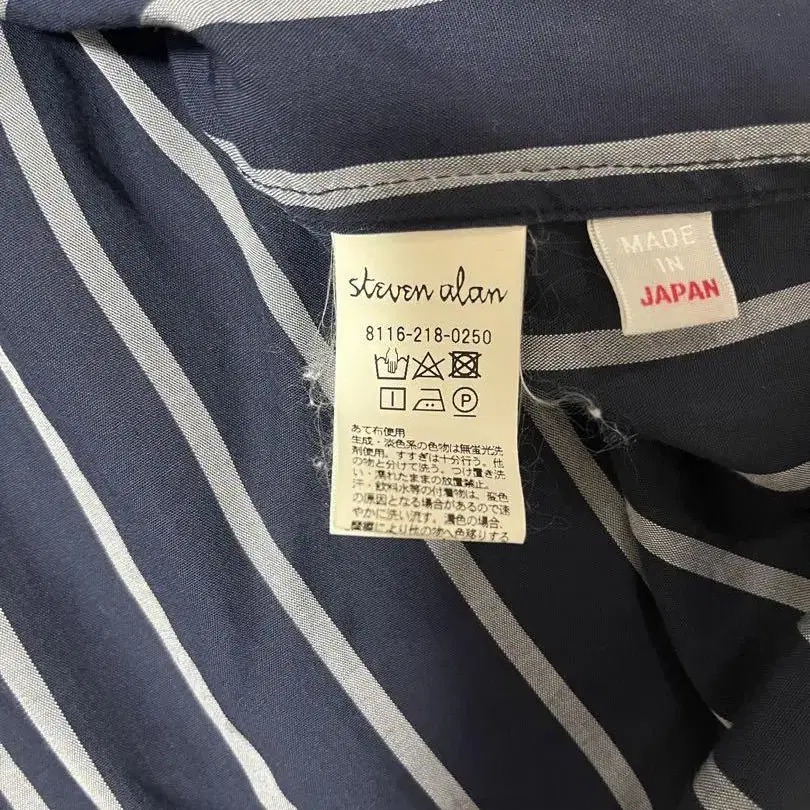 steven alan
8116-218-0250
P
あて布使用
生成・淡色系の色物は無蛍光洗
剤使用。すすぎは十分行う。他
の物と分けて洗う。つけ置き洗
い・濡れたままの放置禁止。
汗・飲料水等の付着物は、変色
の原因となる場合があるので速
やかに洗い流す。濃色の場合、
摩擦により他の物へ色移りする
MADE
IN
JAPAN